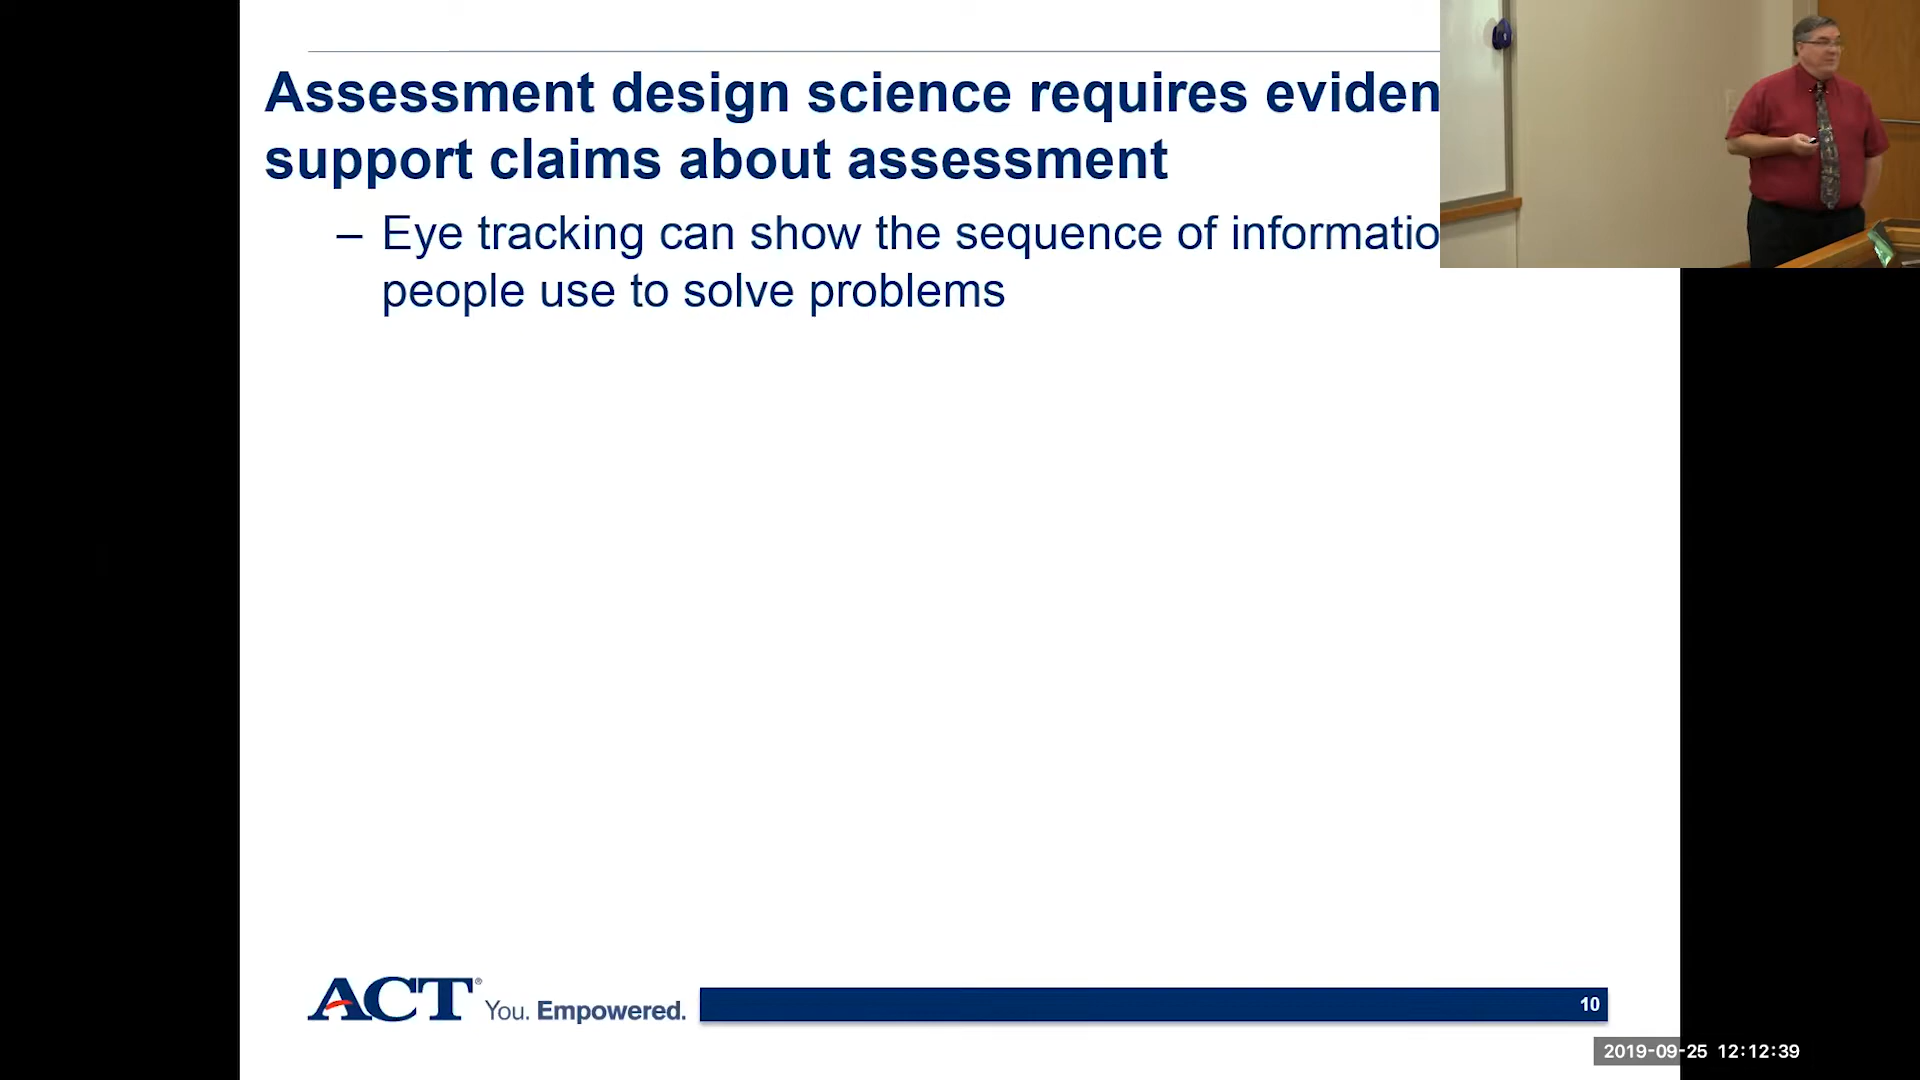 Assessment design science requires eviden
support claims about assessment
– Eye tracking can show the sequence of informatio
people use to solve problems
ACT® You. Empowered.
10
2019-09-25 12:12:39